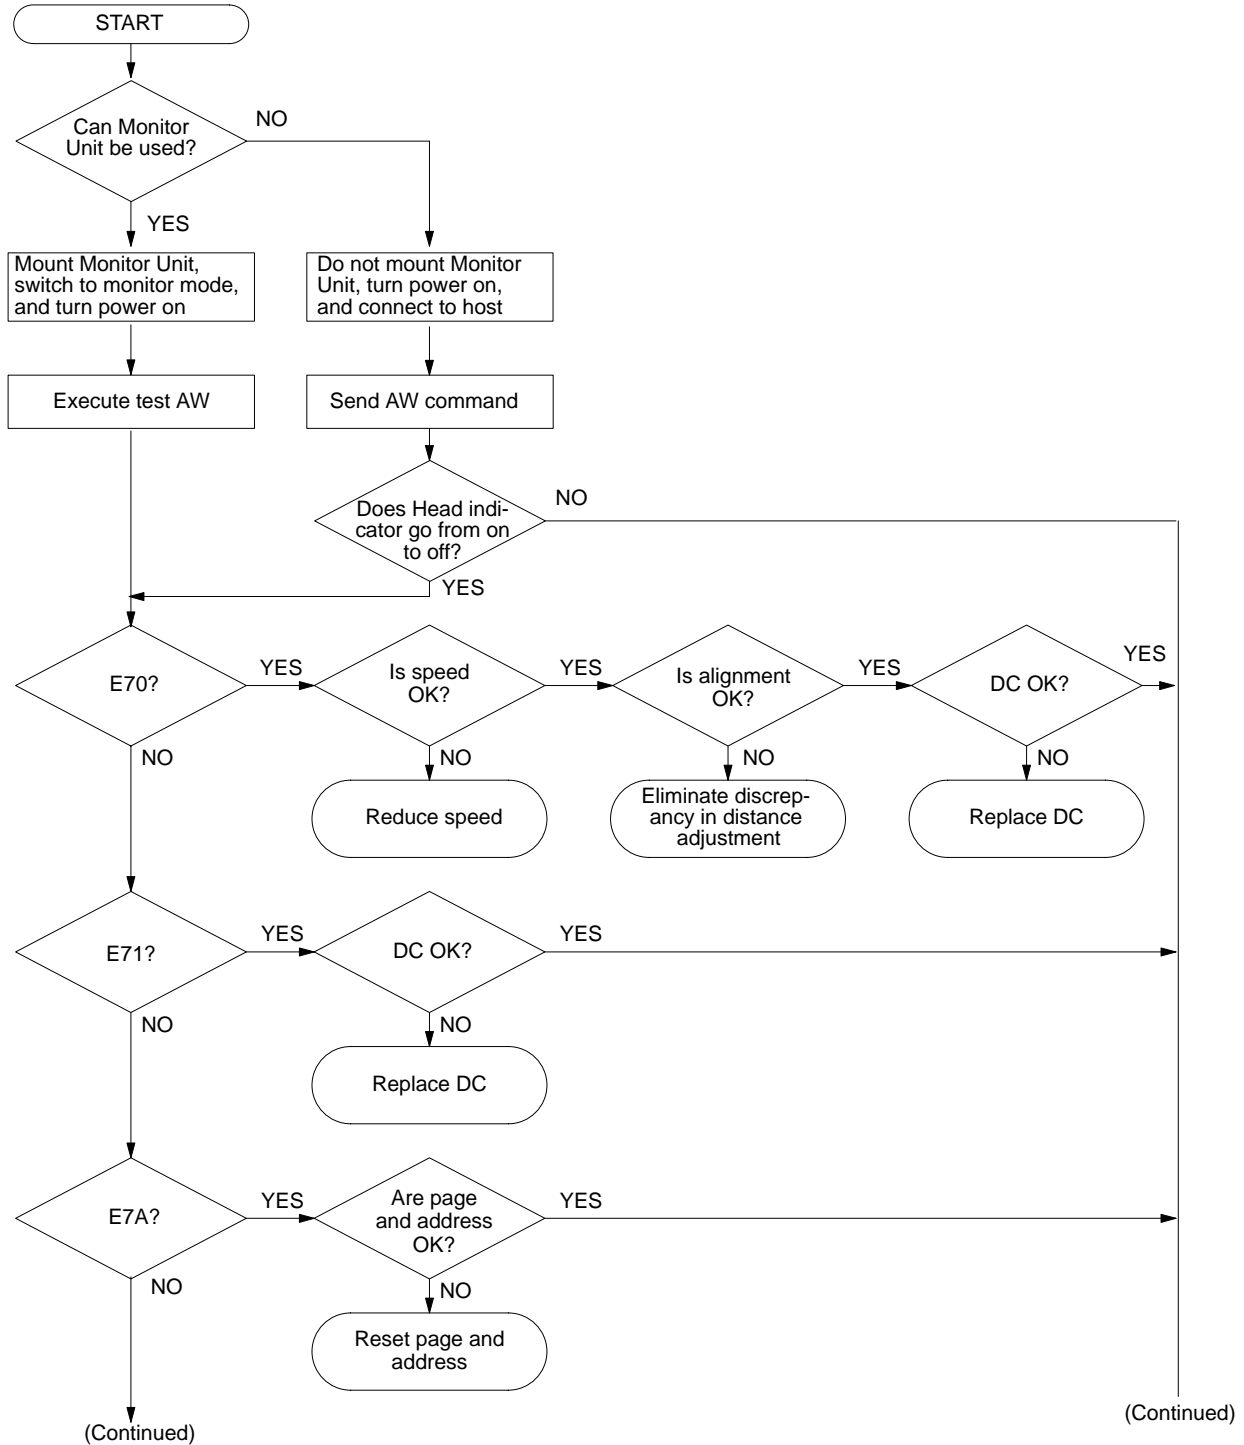 START
Can Monitor
Unit be used?
NO
YES
Mount Monitor Unit,
switch to monitor mode,
and turn power on
Do not mount Monitor
Unit, turn power on,
and connect to host
Execute test AW
Send AW command
Does Head indi-
cator go from on
to off?
NO
YES
E70?
YES
Is speed
OK?
YES
Is alignment
OK?
YES
DC OK?
YES
NO
NO
NO
NO
Reduce speed
Eliminate discrep-
ancy in distance
adjustment
Replace DC
E71?
YES
DC OK?
YES
NO
NO
Replace DC
E7A?
YES
Are page
and address
OK?
YES
NO
NO
Reset page and
address
(Continued)
(Continued)